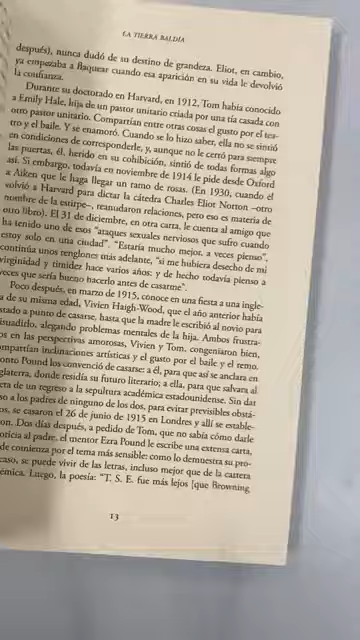 LA TIERRA BALDÍA
después), nunca dudó de su destino de grandeza. Eliot, en cambio,
ya empezaba a flaquear cuando esa aparición en su vida le devolvió
la confianza.
Durante su doctorado en Harvard, en 1912, Tom había conocido
a Emily Hale, hija de un pastor unitario criada por una tía casada con
otro pastor unitario. Compartían entre otras cosas el gusto por el tea-
tro y el baile. Y se enamoró. Cuando se lo hizo saber, ella no se sintió
en condiciones de corresponderle, y, aunque no le cerró para siempre
las puertas, él, herido en su cohibición, sintió de todas formas algo
así. Si embargo, todavía en noviembre de 1914 le pide desde Oxford
a Aiken que le haga llegar un ramo de rosas. (En 1930, cuando él
volvió a Harvard para dictar la cátedra Charles Eliot Norton –otro
nombre de la estirpe–, reanudaron relaciones, pero eso es materia de
otro libro). El 31 de diciembre, en otra carta, le cuenta al amigo que
ha tenido uno de esos "ataques sexuales nerviosos que sufro cuando
estoy solo en una ciudad". "Estaría mucho mejor, a veces pienso",
continúa unos renglones más adelante, "si me hubiera desecho de mi
virginidad y timidez hace varios años: y de hecho todavía pienso a
veces que sería bueno hacerlo antes de casarme".
Poco después, en marzo de 1915, conoce en una fiesta a una ingle-
a de su misma edad, Vivien Haigh-Wood, que el año anterior había
stado a punto de casarse, hasta que la madre le escribió al novio para
isuadirlo, alegando problemas mentales de la hija. Ambos frustra-
os en las perspectivas amorosas, Vivien y Tom, congeniaron bien,
mpartían inclinaciones artísticas y el gusto por el baile y el remo.
onto Pound los convenció de casarse: a él, para que así se anclara en
glaterra, donde residía su futuro literario; a ella, para que salvara al
eta de un regreso a la sepultura académica estadounidense. Sin dar
so a los padres de ninguno de los dos, para evitar previsibles obstá-
os, se casaron el 26 de junio de 1915 en Londres y allí se estable-
on. Dos días después, a pedido de Tom, que no sabía cómo darle
oticia al padre, el mentor Ezra Pound le escribe una extensa carta,
de comienza por el tema más sensible: como lo demuestra su pro-
caso, se puede vivir de las letras, incluso mejor que de la carrera
émica. Luego, la poesía: "T. S. E. fue más lejos [que Browning
13